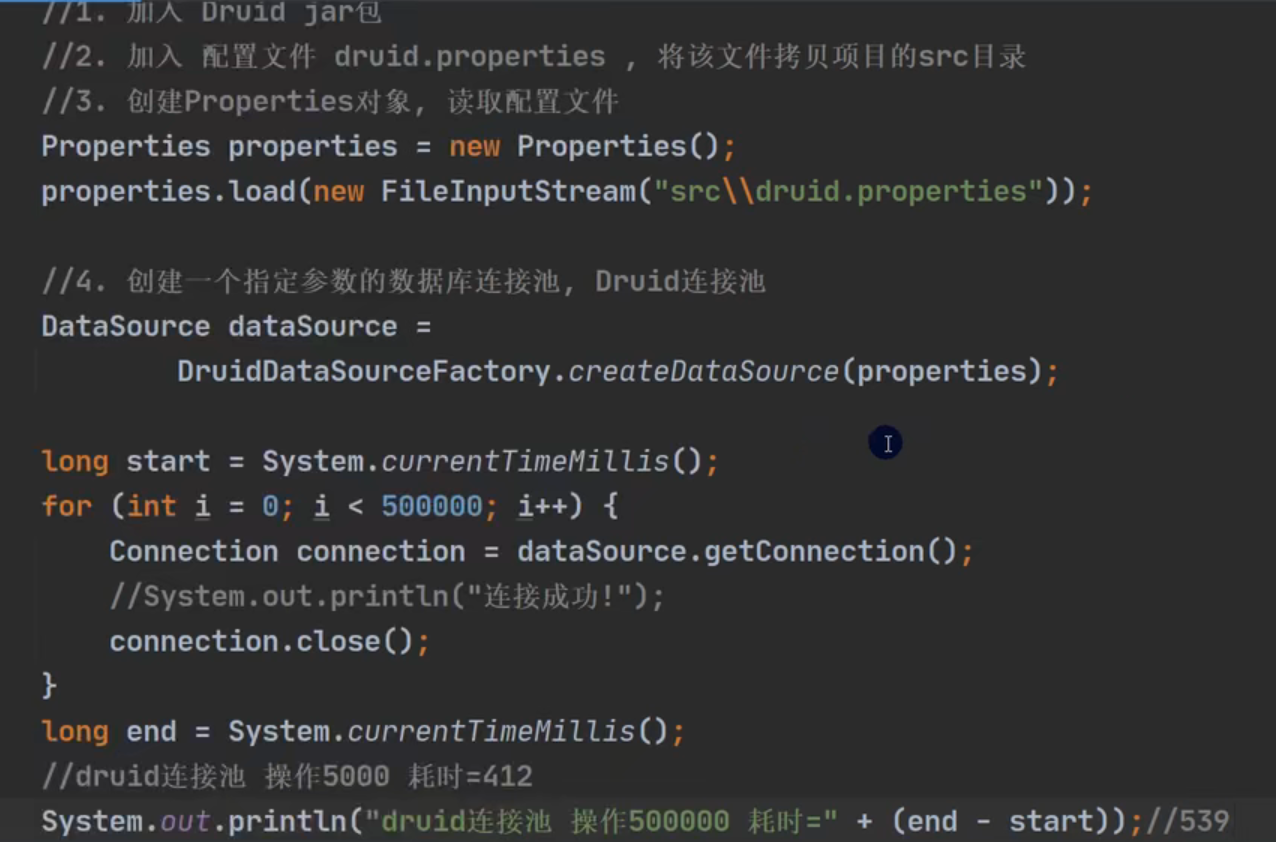 //1. 加入 Druid jar包
//2. 加入 配置文件 druid.properties , 将该文件拷贝项目的src目录
//3. 创建Properties对象, 读取配置文件
Properties properties = new Properties();
properties.load(new FileInputStream("src\\druid.properties"));
//4. 创建一个指定参数的数据库连接池, Druid连接池
DataSource dataSource =
DruidDataSourceFactory.createDataSource(properties);
long start = System.currentTimeMillis();
for (int i = 0; i < 500000; i++) {
Connection connection = dataSource.getConnection();
//System.out.println("连接成功!");
connection.close();
}
long end = System.currentTimeMillis();
//druid连接池 操作5000 耗时=412
System.out.println("druid连接池 操作500000 耗时=" + (end - start));//539